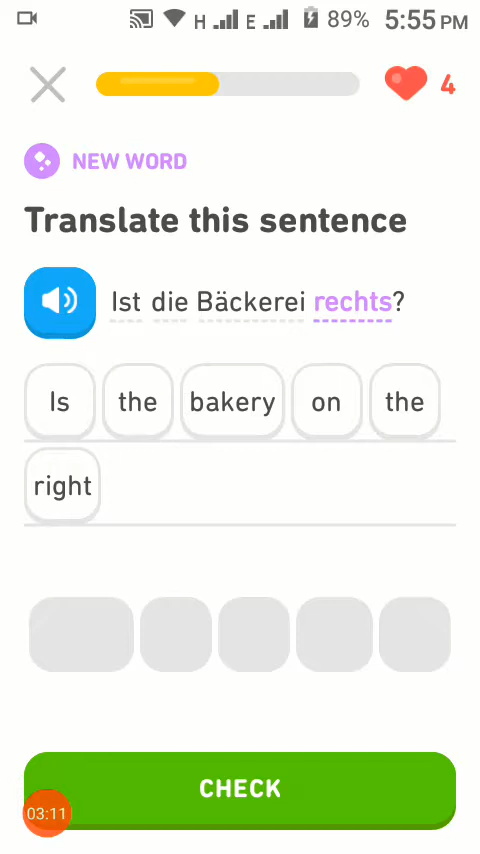 H E 89% 5:55 PM
4
NEW WORD
Translate this sentence
Ist die Bäckerei rechts?
Is the bakery on the
right
CHECK
03:11